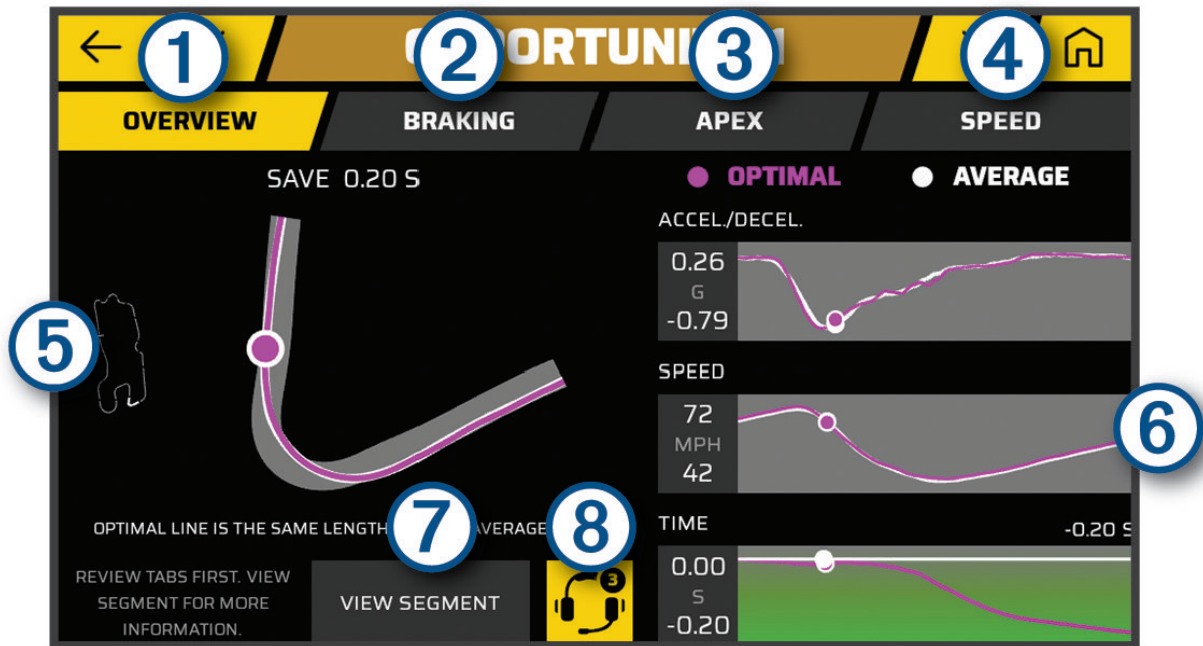 1
2
3
4
OVERVIEW
BRAKING
APEX
SPEED
SAVE 0.20 S
OPTIMAL
AVERAGE
ACCEL./DECEL.
0.26
G
-0.79
5
SPEED
72
MPH
42
6
7
8
OPTIMAL LINE IS THE SAME LENGTH AVERAGE
TIME
-0.20 S
0.00
S
-0.20
REVIEW TABS FIRST. VIEW
SEGMENT FOR MORE
INFORMATION.
VIEW SEGMENT
3